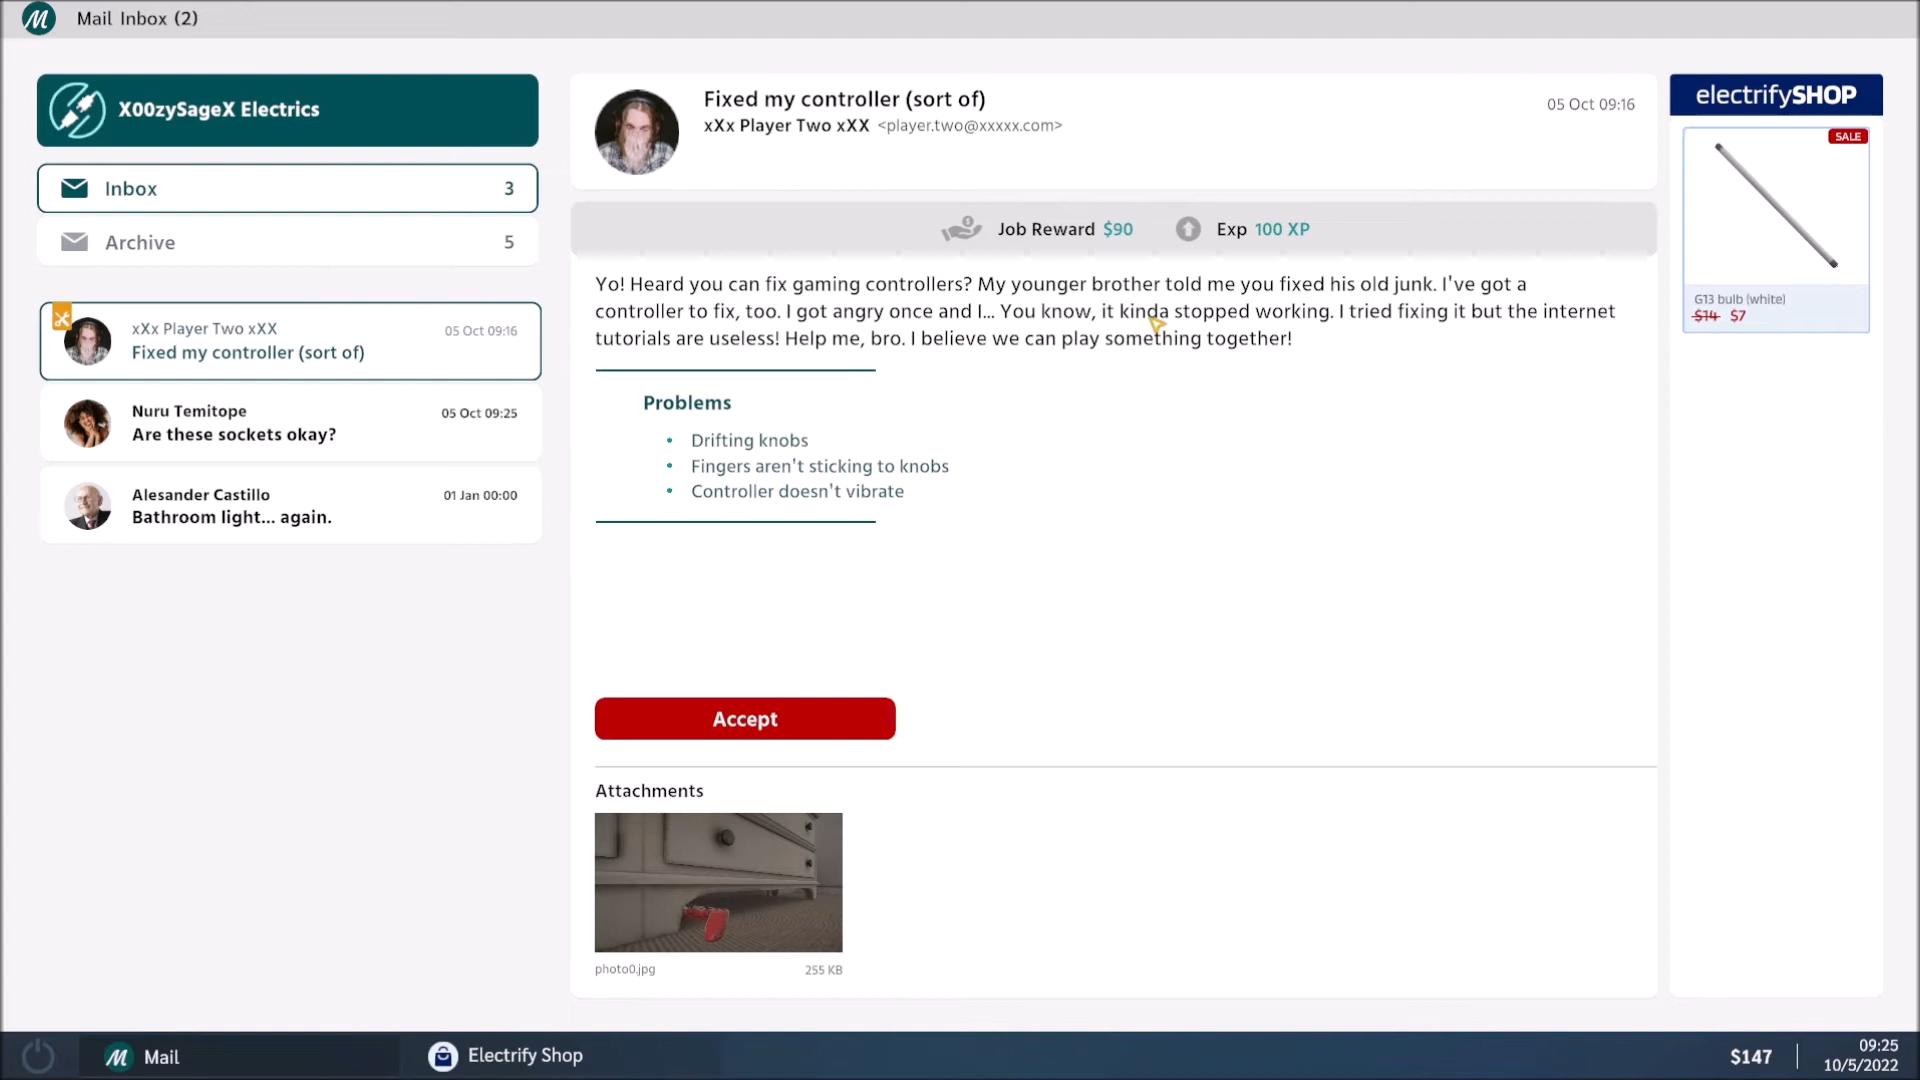 Mail Inbox (2)
X00zySageX Electrics
Inbox 3
Archive 5
xXx Player Two xXX 05 Oct 09:16
Fixed my controller (sort of)
Nuru Temitope 05 Oct 09:25
Are these sockets okay?
Alesander Castillo 01 Jan 00:00
Bathroom light... again.
Fixed my controller (sort of) 05 Oct 09:16
xXx Player Two xXX <player.two@xxxxx.com>
Job Reward $90 Exp 100 XP
Yo! Heard you can fix gaming controllers? My younger brother told me you fixed his old junk. I've got a
controller to fix, too. I got angry once and I... You know, it kinda stopped working. I tried fixing it but the internet
tutorials are useless! Help me, bro. I believe we can play something together!
Problems
• Drifting knobs
• Fingers aren't sticking to knobs
• Controller doesn't vibrate
Accept
Attachments
photo0.jpg 255 KB
electrifySHOP
SALE
G13 bulb (white)
$14 $7
Mail
Electrify Shop
$147
09:25
10/5/2022